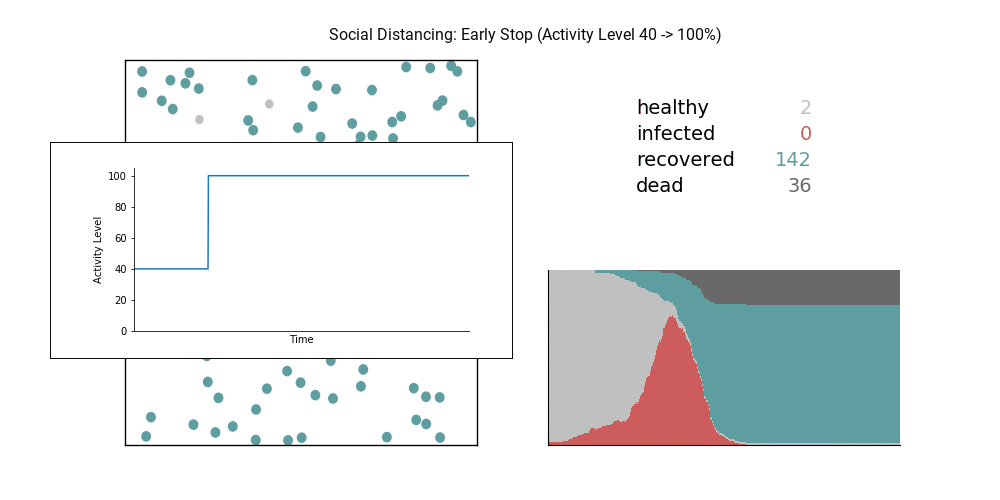 Social Distancing: Early Stop (Activity Level 40 -> 100%)
healthy 2
infected 0
recovered 142
dead 36
100
80
60
40
20
0
Activity Level
Time